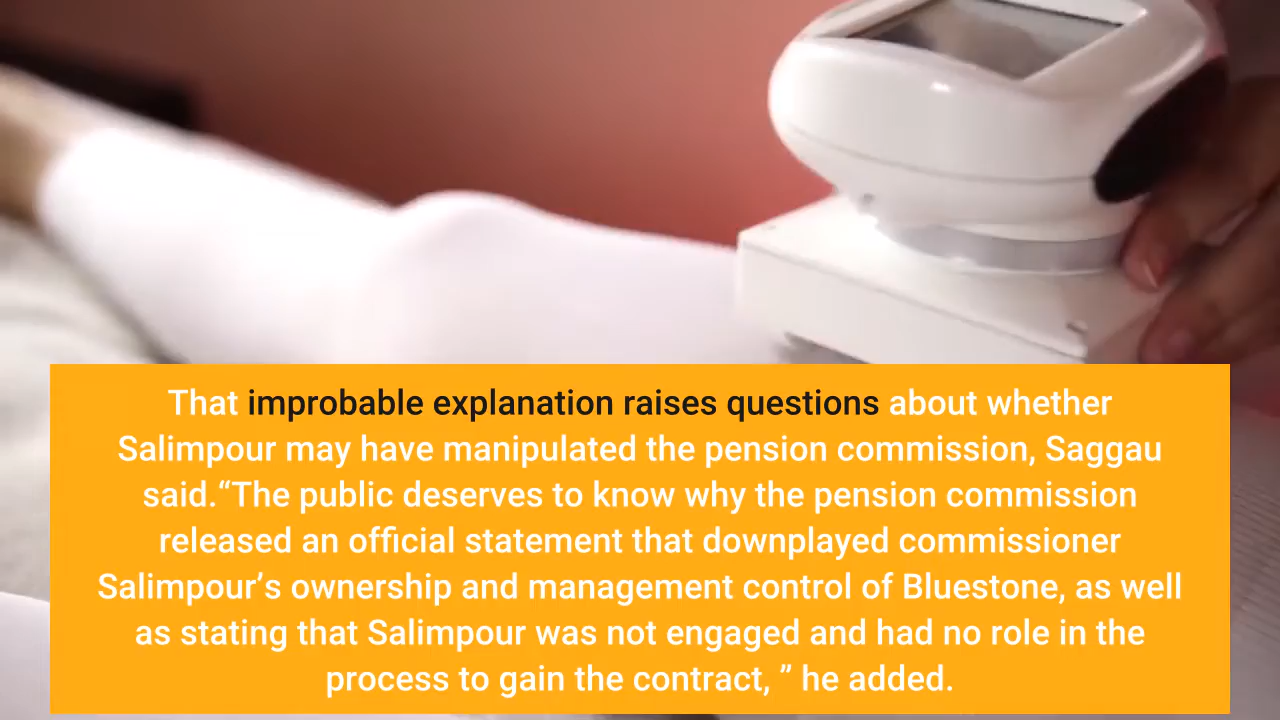 That improbable explanation raises questions about whether
Salimpour may have manipulated the pension commission, Saggau
said.“The public deserves to know why the pension commission
released an official statement that downplayed commissioner
Salimpour’s ownership and management control of Bluestone, as well
as stating that Salimpour was not engaged and had no role in the
process to gain the contract, ” he added.